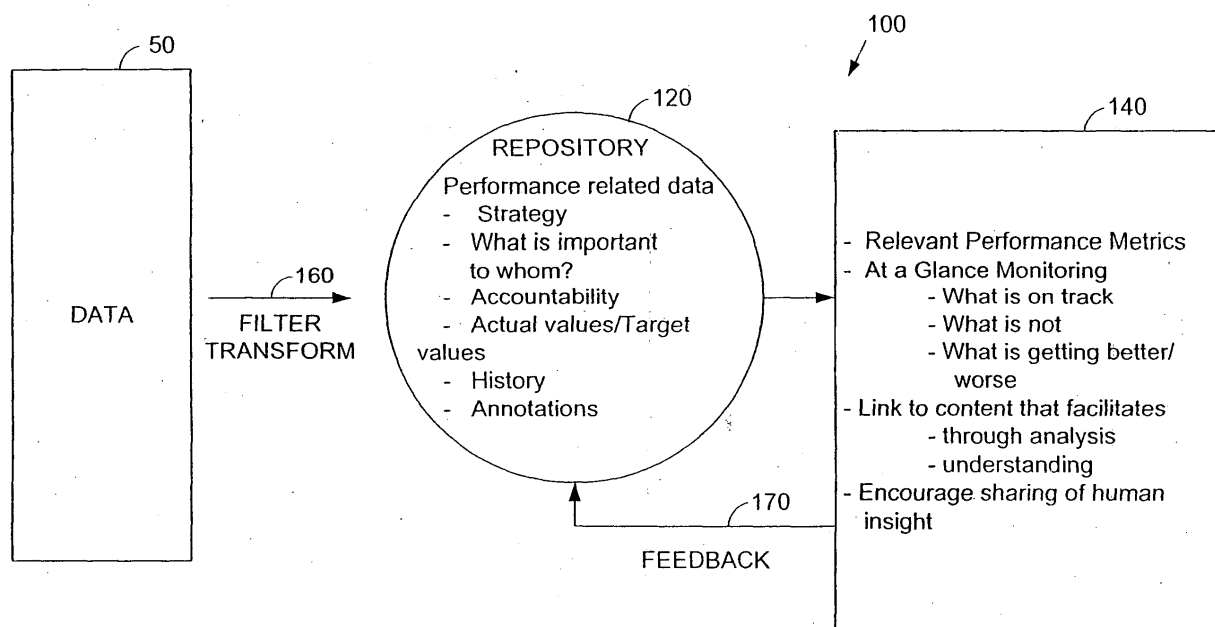 100
50
DATA
160
FILTER
TRANSFORM
120
REPOSITORY
Performance related data
- Strategy
- What is important
to whom?
- Accountability
- Actual values/Target
values
- History
- Annotations
140
- Relevant Performance Metrics
- At a Glance Monitoring
- What is on track
- What is not
- What is getting better/
worse
- Link to content that facilitates
- through analysis
- understanding
- Encourage sharing of human
insight
170
FEEDBACK